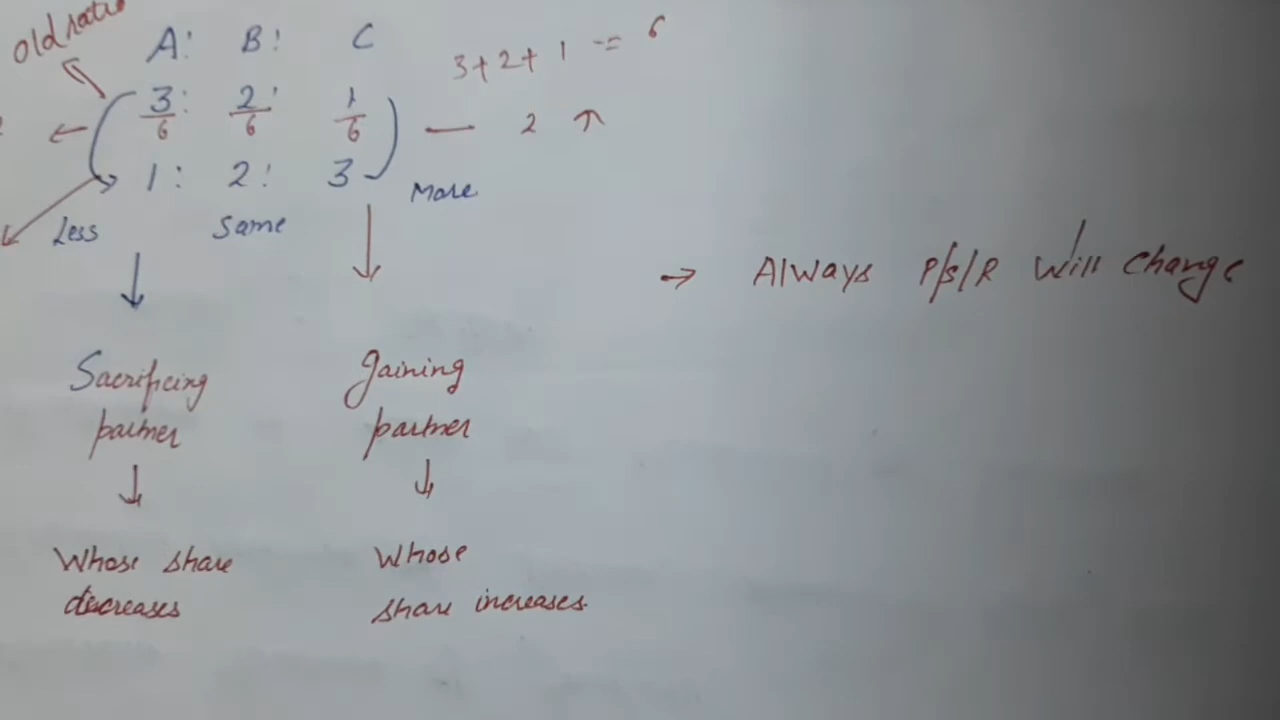 Old ratio
A: B: C
3+2+1 = 6
3/6: 2/6: 1/6 — 2 ↑
1: 2: 3
Less Same More
→ Always P/S/R will change
Sacrificing partner
Gaining partner
Whose share decreases
Whose share increases.